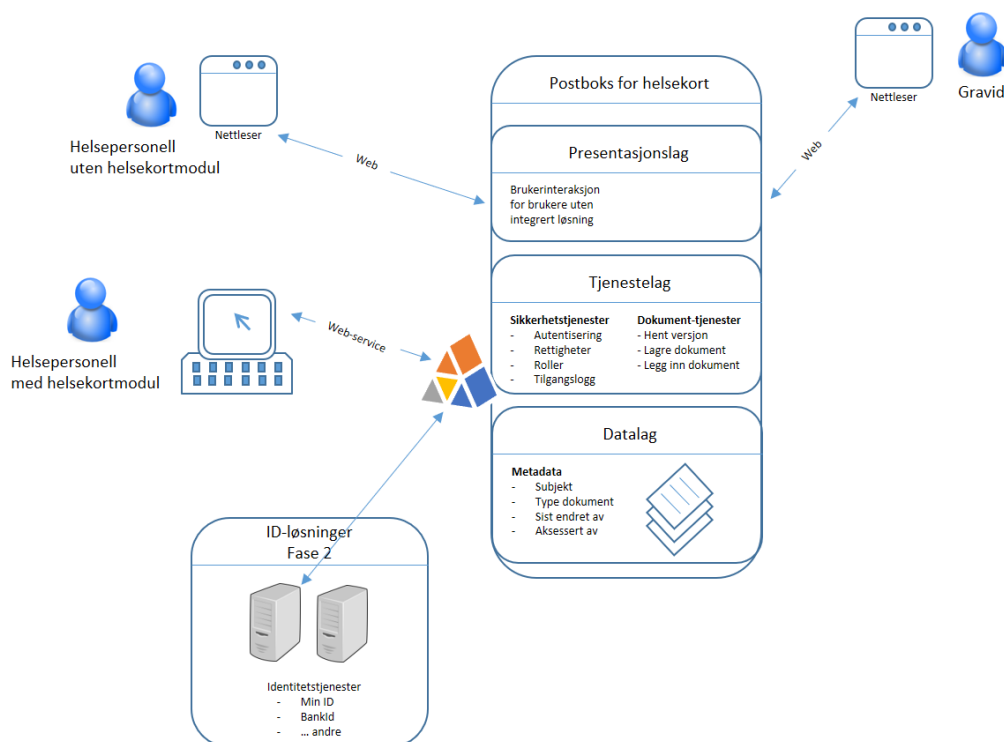 Helsepersonell
uten helsekortmodul
Nettleser
Web
Postboks for helsekort
Presentasjonslag
Brukerinteraksjon
for brukere uten
integrert løsning
Web
Nettleser
Gravid
Helsepersonell
med helsekortmodul
Web-service
Tjenestelag
Sikkerhetstjenester
- Autentisering
- Rettigheter
- Roller
- Tilgangslogg
Dokument-tjenester
- Hent versjon
- Lagre dokument
- Legg inn dokument
Datalag
Metadata
- Subjekt
- Type dokument
- Sist endret av
- Aksessert av
ID-løsninger
Fase 2
Identitetstjenester
- Min ID
- BankId
- ... andre